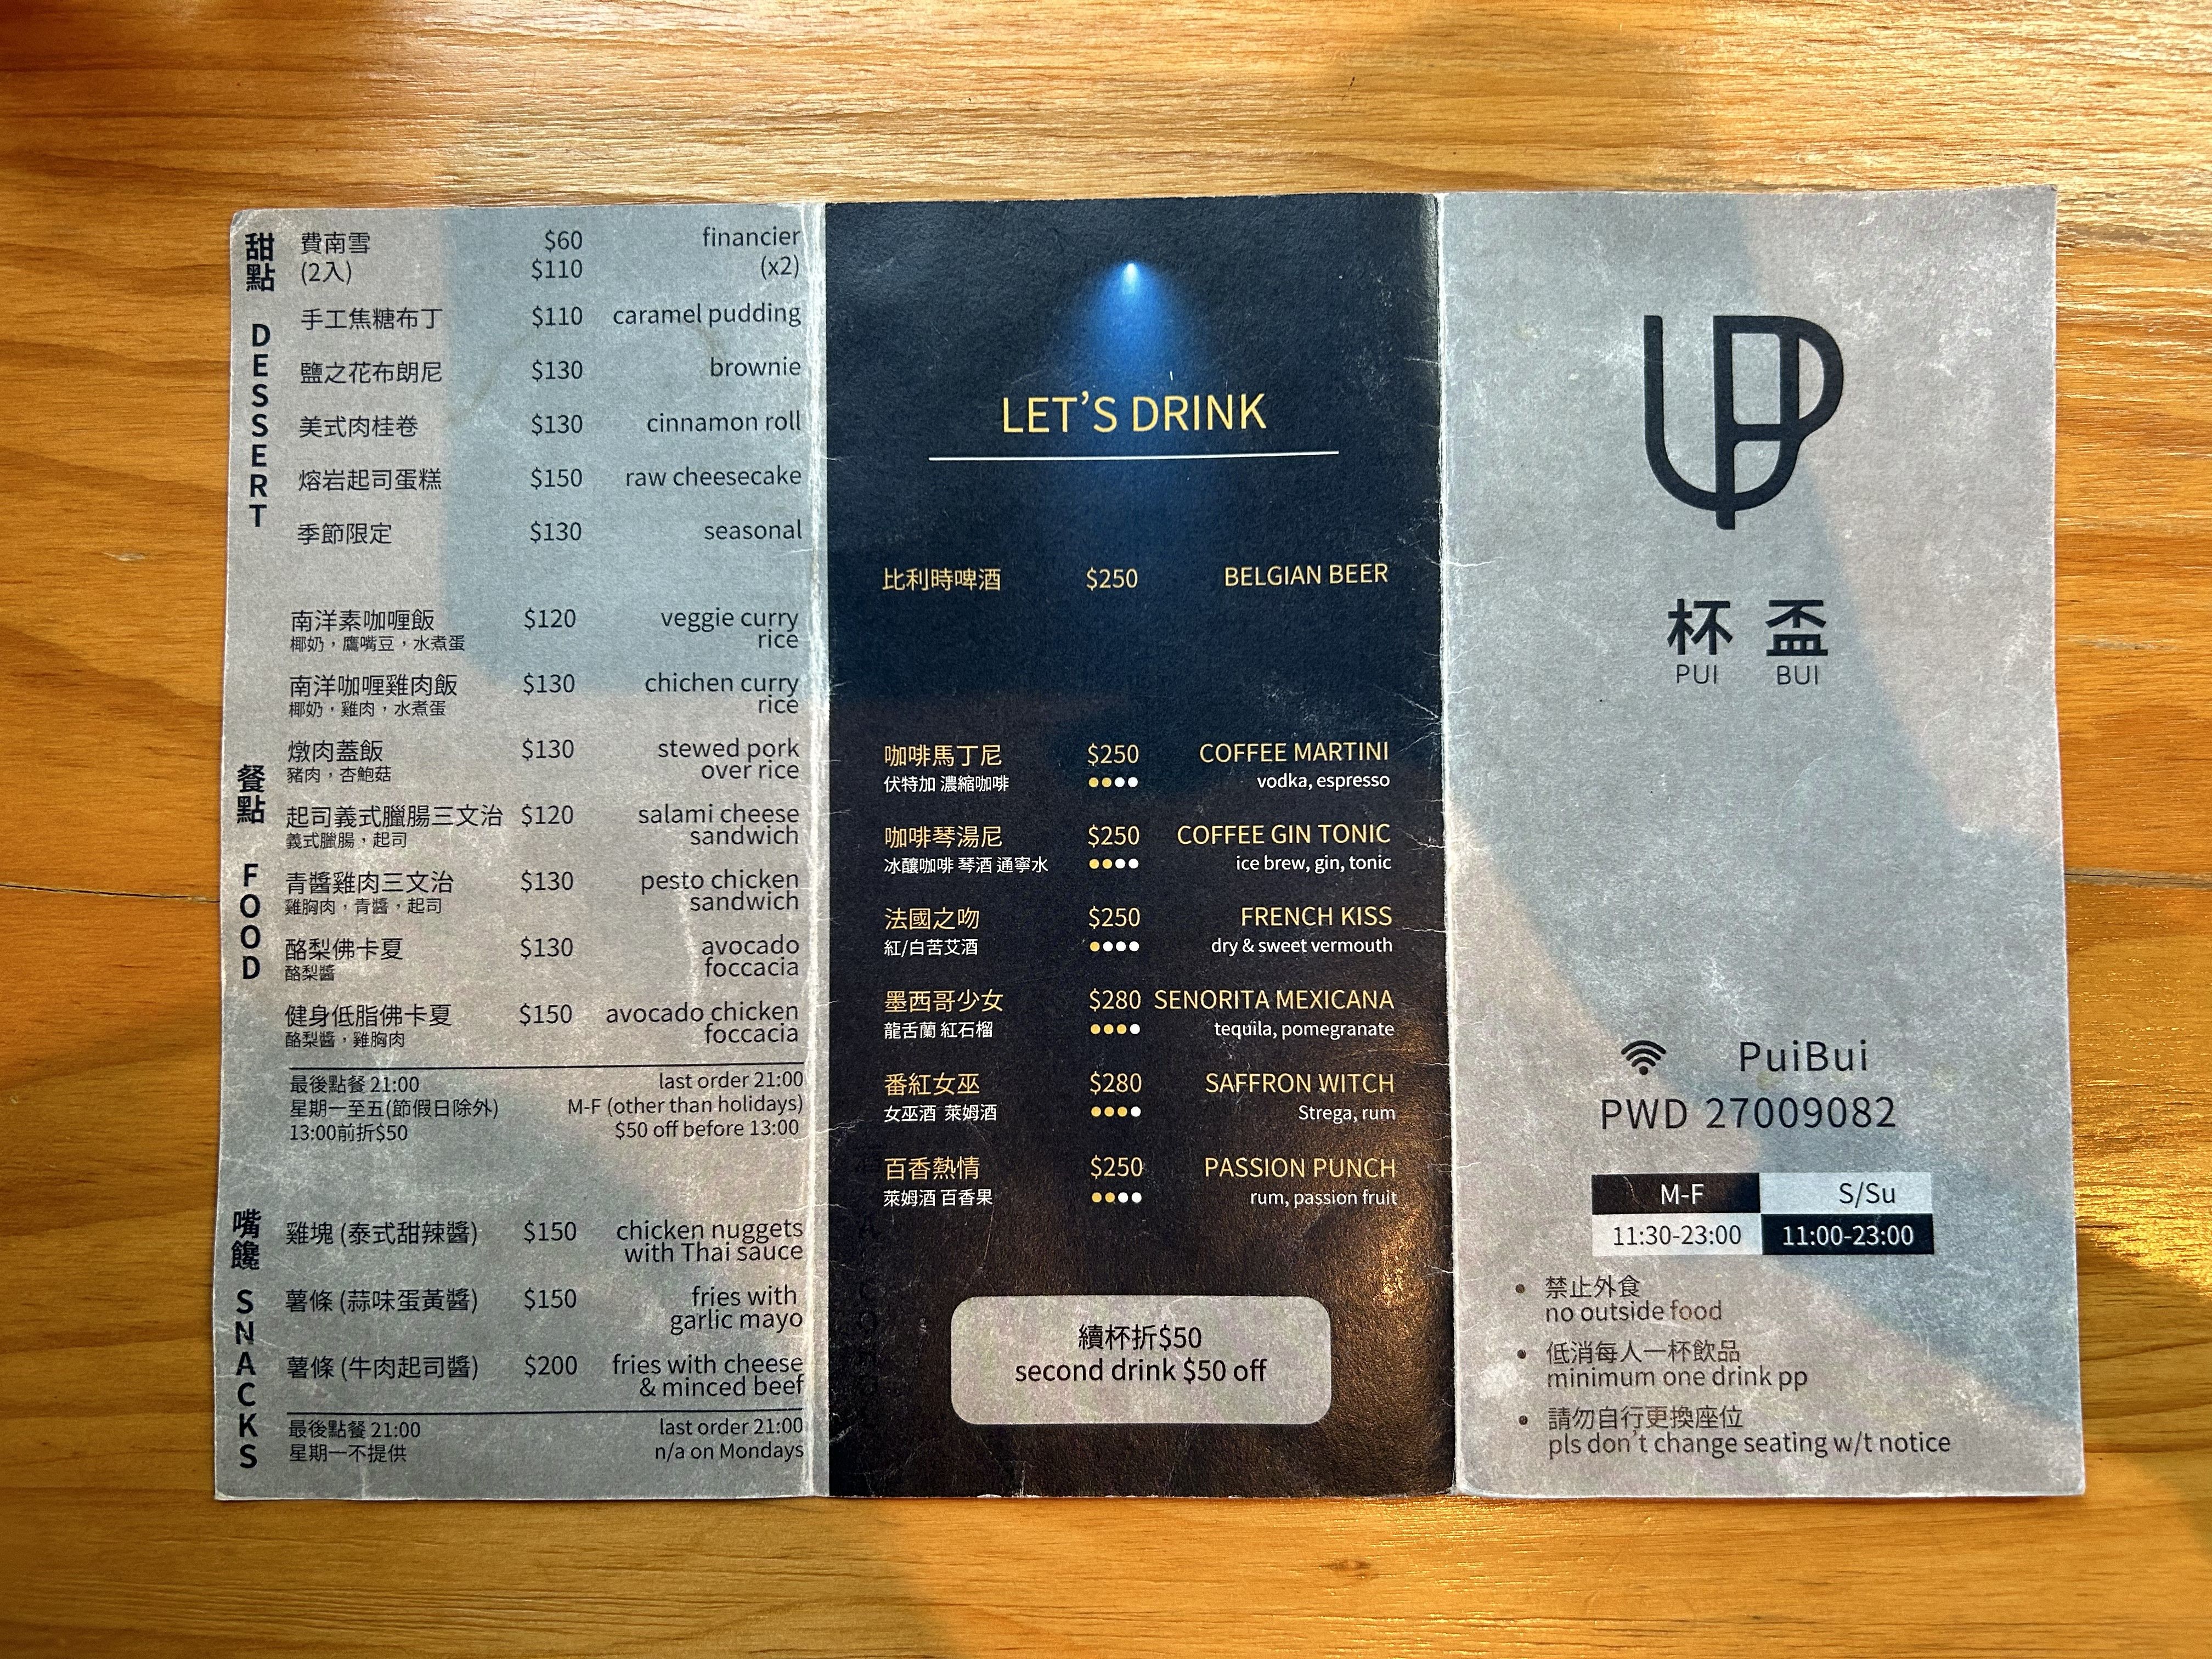 甜點 DESSERT
費南雪 $60 financier
(2入) $110 (x2)
手工焦糖布丁 $110 caramel pudding
鹽之花布朗尼 $130 brownie
美式肉桂卷 $130 cinnamon roll
熔岩起司蛋糕 $150 raw cheesecake
季節限定 $130 seasonal
餐點 FOOD
南洋素咖喱飯 $120 veggie curry
椰奶，鷹嘴豆，水煮蛋 rice
南洋咖喱雞肉飯 $130 chichen curry
椰奶，雞肉，水煮蛋 rice
燉肉蓋飯 $130 stewed pork
豬肉，杏鮑菇 over rice
起司義式臘腸三文治 $120 salami cheese
義式臘腸，起司 sandwich
青醬雞肉三文治 $130 pesto chicken
雞胸肉，青醬，起司 sandwich
酪梨佛卡夏 $130 avocado
酪梨醬 foccacia
健身低脂佛卡夏 $150 avocado chicken
酪梨醬，雞胸肉 foccacia
最後點餐 21:00 last order 21:00
星期一至五(節假日除外) M-F (other than holidays)
13:00前折$50 $50 off before 13:00
嘴饞 SNACKS
雞塊 (泰式甜辣醬) $150 chicken nuggets
with Thai sauce
薯條 (蒜味蛋黃醬) $150 fries with
garlic mayo
薯條 (牛肉起司醬) $200 fries with cheese
& minced beef
最後點餐 21:00 last order 21:00
星期一不提供 n/a on Mondays
LET'S DRINK
比利時啤酒 $250 BELGIAN BEER
咖啡馬丁尼 $250 COFFEE MARTINI
伏特加 濃縮咖啡 vodka, espresso
咖啡琴湯尼 $250 COFFEE GIN TONIC
冰釀咖啡 琴酒 通寧水 ice brew, gin, tonic
法國之吻 $250 FRENCH KISS
紅/白苦艾酒 dry & sweet vermouth
墨西哥少女 $280 SENORITA MEXICANA
龍舌蘭 紅石榴 tequila, pomegranate
番紅女巫 $280 SAFFRON WITCH
女巫酒 萊姆酒 Strega, rum
百香熱情 $250 PASSION PUNCH
萊姆酒 百香果 rum, passion fruit
續杯折$50
second drink $50 off
杯 盃
PUI BUI
PuiBui
PWD 27009082
M-F S/Su
11:30-23:00 11:00-23:00
• 禁止外食
no outside food
• 低消每人一杯飲品
minimum one drink pp
• 請勿自行更換座位
pls don't change seating w/t notice